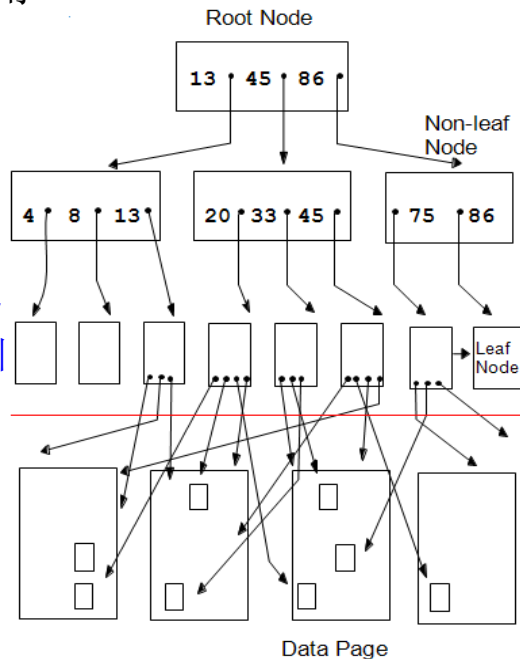 Root Node
13 45 86
Non-leaf
Node
4 8 13
20 33 45
75 86
Leaf
Node
Data Page